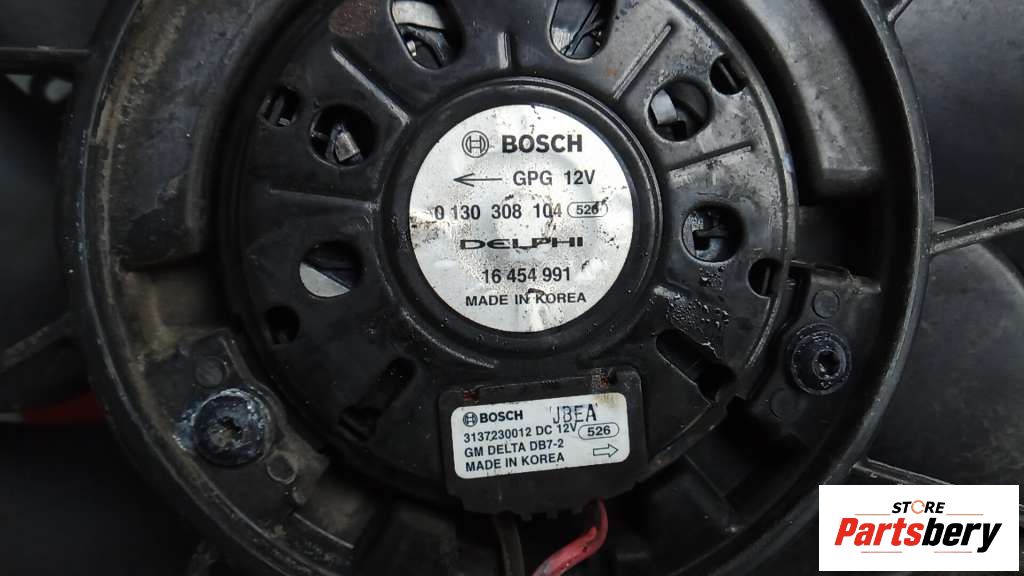 BOSCH
GPG 12V
0 130 308 104 526
DELPHI
16 454 991
MADE IN KOREA
BOSCH JBEA
3137230012 DC 12V 526
GM DELTA DB7-2
MADE IN KOREA
STORE
Partsbery